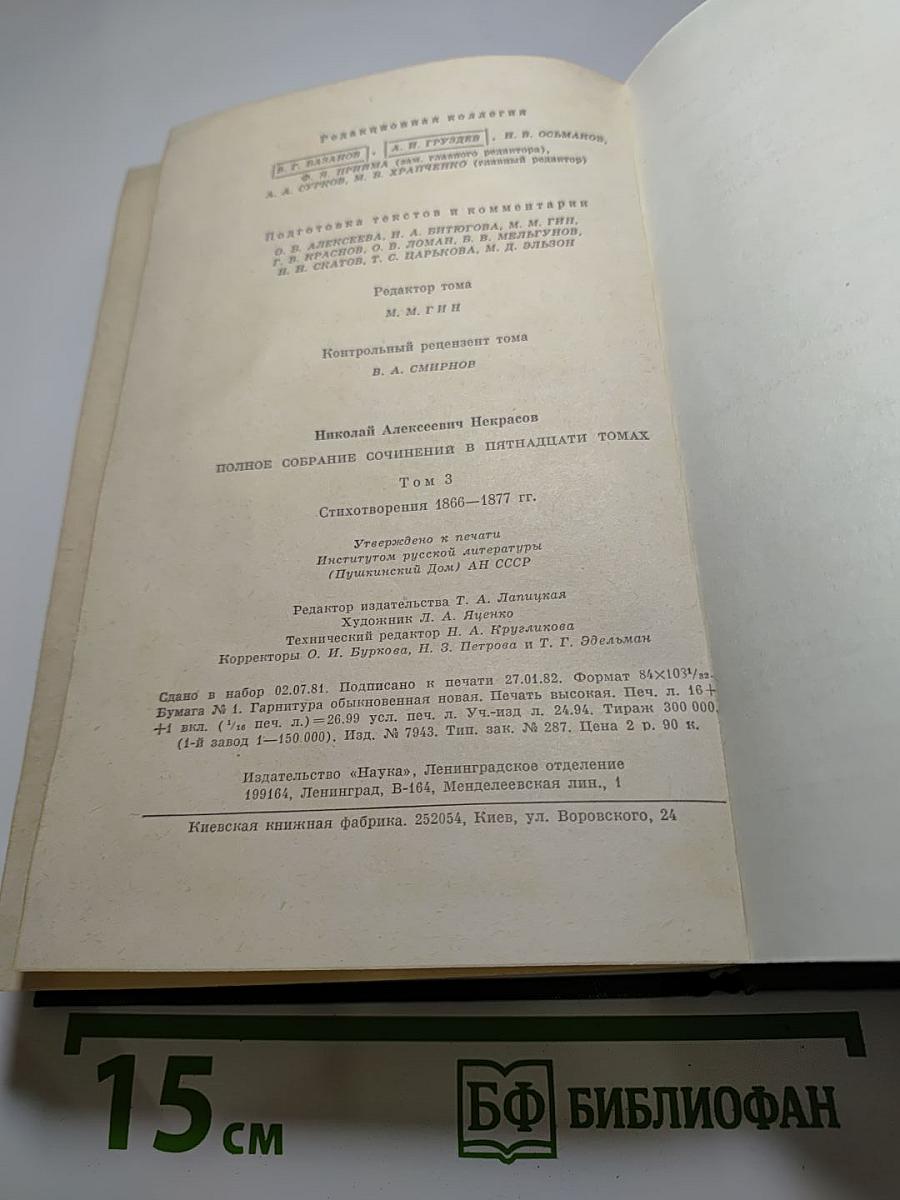 Редакционная коллегия
В. Г. БАЗАНОВ, А. И. ГРУЗДЕВ, Н. В. ОСЬМАКОВ,
Ф. Я. ПРИЙМА (зам. главного редактора),
А. А. СУРКОВ, М. Б. ХРАПЧЕНКО (главный редактор)
Подготовка текстов и комментарии
О. Б. АЛЕКСЕЕВА, Н. А. БИТЮГОВА, М. М. ГИН,
Г. В. КРАСНОВ, О. В. ЛОМАН, Б. В. МЕЛЬГУНОВ,
Н. Н. СКАТОВ, Т. С. ЦАРЬКОВА, М. Д. ЭЛЬЗОН
Редактор тома
М. М. ГИН
Контрольный рецензент тома
В. А. СМИРНОВ
Николай Алексеевич Некрасов
ПОЛНОЕ СОБРАНИЕ СОЧИНЕНИЙ В ПЯТНАДЦАТИ ТОМАХ
Том 3
Стихотворения 1866—1877 гг.
Утверждено к печати
Институтом русской литературы
(Пушкинский Дом) АН СССР
Редактор издательства Т. А. Лапицкая
Художник Л. А. Яценко
Технический редактор Н. А. Кругликова
Корректоры О. И. Буркова, Н. З. Петрова и Т. Г. Эдельман
Сдано в набор 02.07.81. Подписано к печати 27.01.82. Формат 84×103¹/₃₂.
Бумага № 1. Гарнитура обыкновенная новая. Печать высокая. Печ. л. 16+
+1 вкл. (¹/₁₆ печ. л.)=26.99 усл. печ. л. Уч.-изд л. 24.94. Тираж 300 000.
(1-й завод 1—150.000). Изд. № 7943. Тип. зак. № 287. Цена 2 р. 90 к.
Издательство «Наука», Ленинградское отделение
199164, Ленинград, В-164, Менделеевская лин., 1
Киевская книжная фабрика. 252054, Киев, ул. Воровского, 24
15 см
БФ БИБЛИОФАН